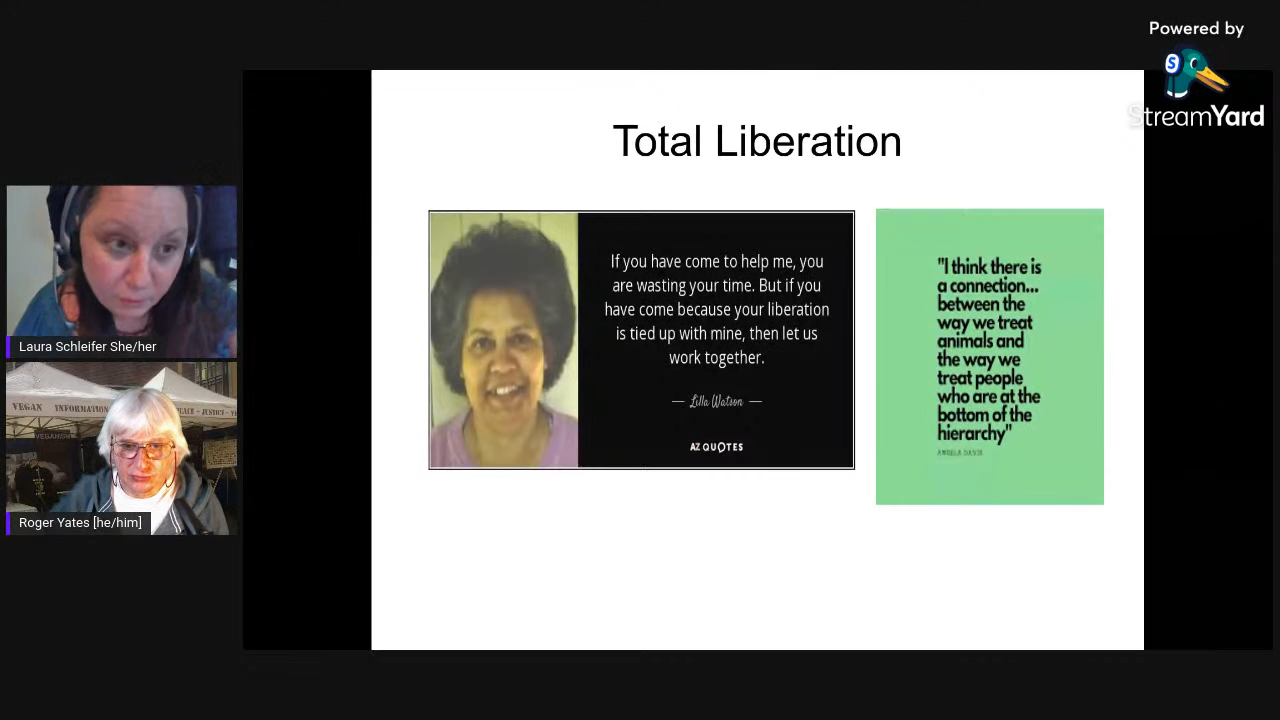 Powered by
StreamYard
Total Liberation
If you have come to help me, you
are wasting your time. But if you
have come because your liberation
is tied up with mine, then let us
work together.
— Lilla Watson —
AZ QUOTES
"I think there is
a connection...
between the
way we treat
animals and
the way we
treat people
who are at the
bottom of the
hierarchy"
ANGELA DAVIS
Laura Schleifer She/her
VEGAN INFORMATION
PEACE - JUSTICE - V
VEGANISM
Roger Yates [he/him]